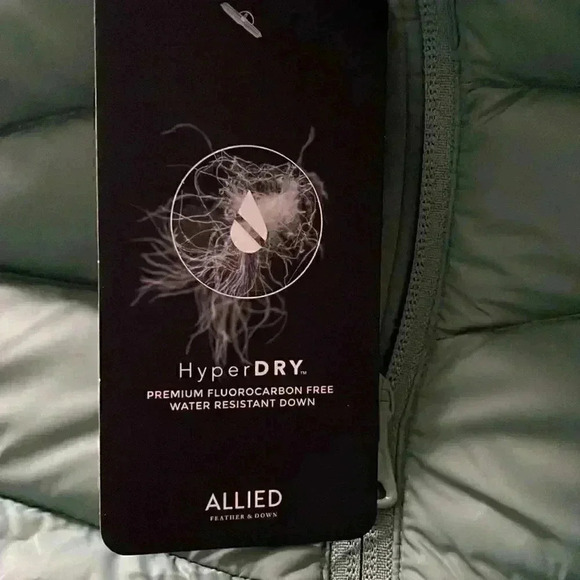 HyperDRY™
PREMIUM FLUOROCARBON FREE
WATER RESISTANT DOWN
ALLIED
FEATHER & DOWN